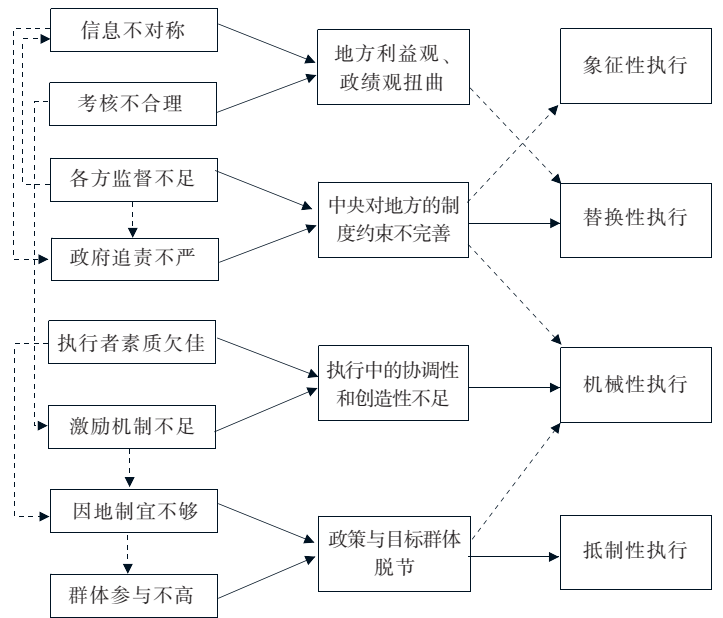 信息不对称
考核不合理
各方监督不足
政府追责不严
执行者素质欠佳
激励机制不足
因地制宜不够
群体参与不高
地方利益观、
政绩观扭曲
中央对地方的制
度约束不完善
执行中的协调性
和创造性不足
政策与目标群体
脱节
象征性执行
替换性执行
机械性执行
抵制性执行